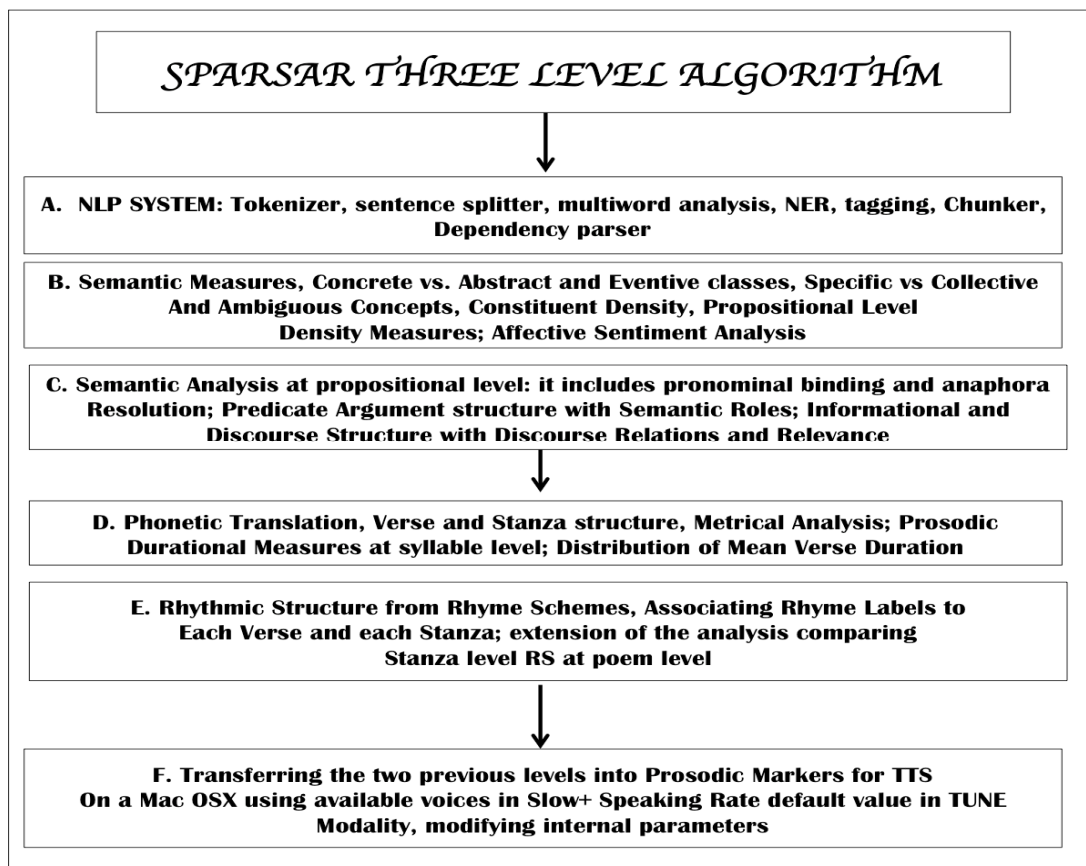 SPARSAR THREE LEVEL ALGORITHM
A. NLP SYSTEM: Tokenizer, sentence splitter, multiword analysis, NER, tagging, Chunker,
Dependency parser
B. Semantic Measures, Concrete vs. Abstract and Eventive classes, Specific vs Collective
And Ambiguous Concepts, Constituent Density, Propositional Level
Density Measures; Affective Sentiment Analysis
C. Semantic Analysis at propositional level: it includes pronominal binding and anaphora
Resolution; Predicate Argument structure with Semantic Roles; Informational and
Discourse Structure with Discourse Relations and Relevance
D. Phonetic Translation, Verse and Stanza structure, Metrical Analysis; Prosodic
Durational Measures at syllable level; Distribution of Mean Verse Duration
E. Rhythmic Structure from Rhyme Schemes, Associating Rhyme Labels to
Each Verse and each Stanza; extension of the analysis comparing
Stanza level RS at poem level
F. Transferring the two previous levels into Prosodic Markers for TTS
On a Mac OSX using available voices in Slow+ Speaking Rate default value in TUNE
Modality, modifying internal parameters